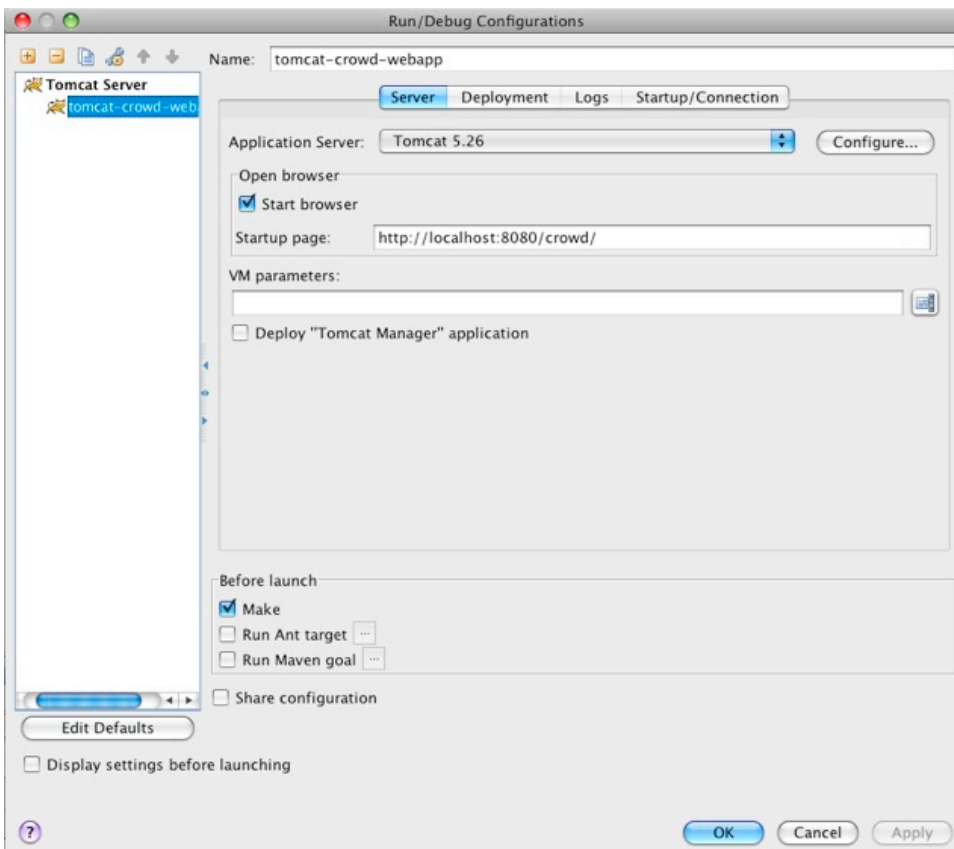 Run/Debug Configurations
Name: tomcat-crowd-webapp
Tomcat Server
tomcat-crowd-web
Server Deployment Logs Startup/Connection
Application Server: Tomcat 5.26 Configure...
Open browser
Start browser
Startup page: http://localhost:8080/crowd/
VM parameters:
Deploy "Tomcat Manager" application
Before launch
Make
Run Ant target ...
Run Maven goal ...
Share configuration
Edit Defaults
Display settings before launching
? OK Cancel Apply